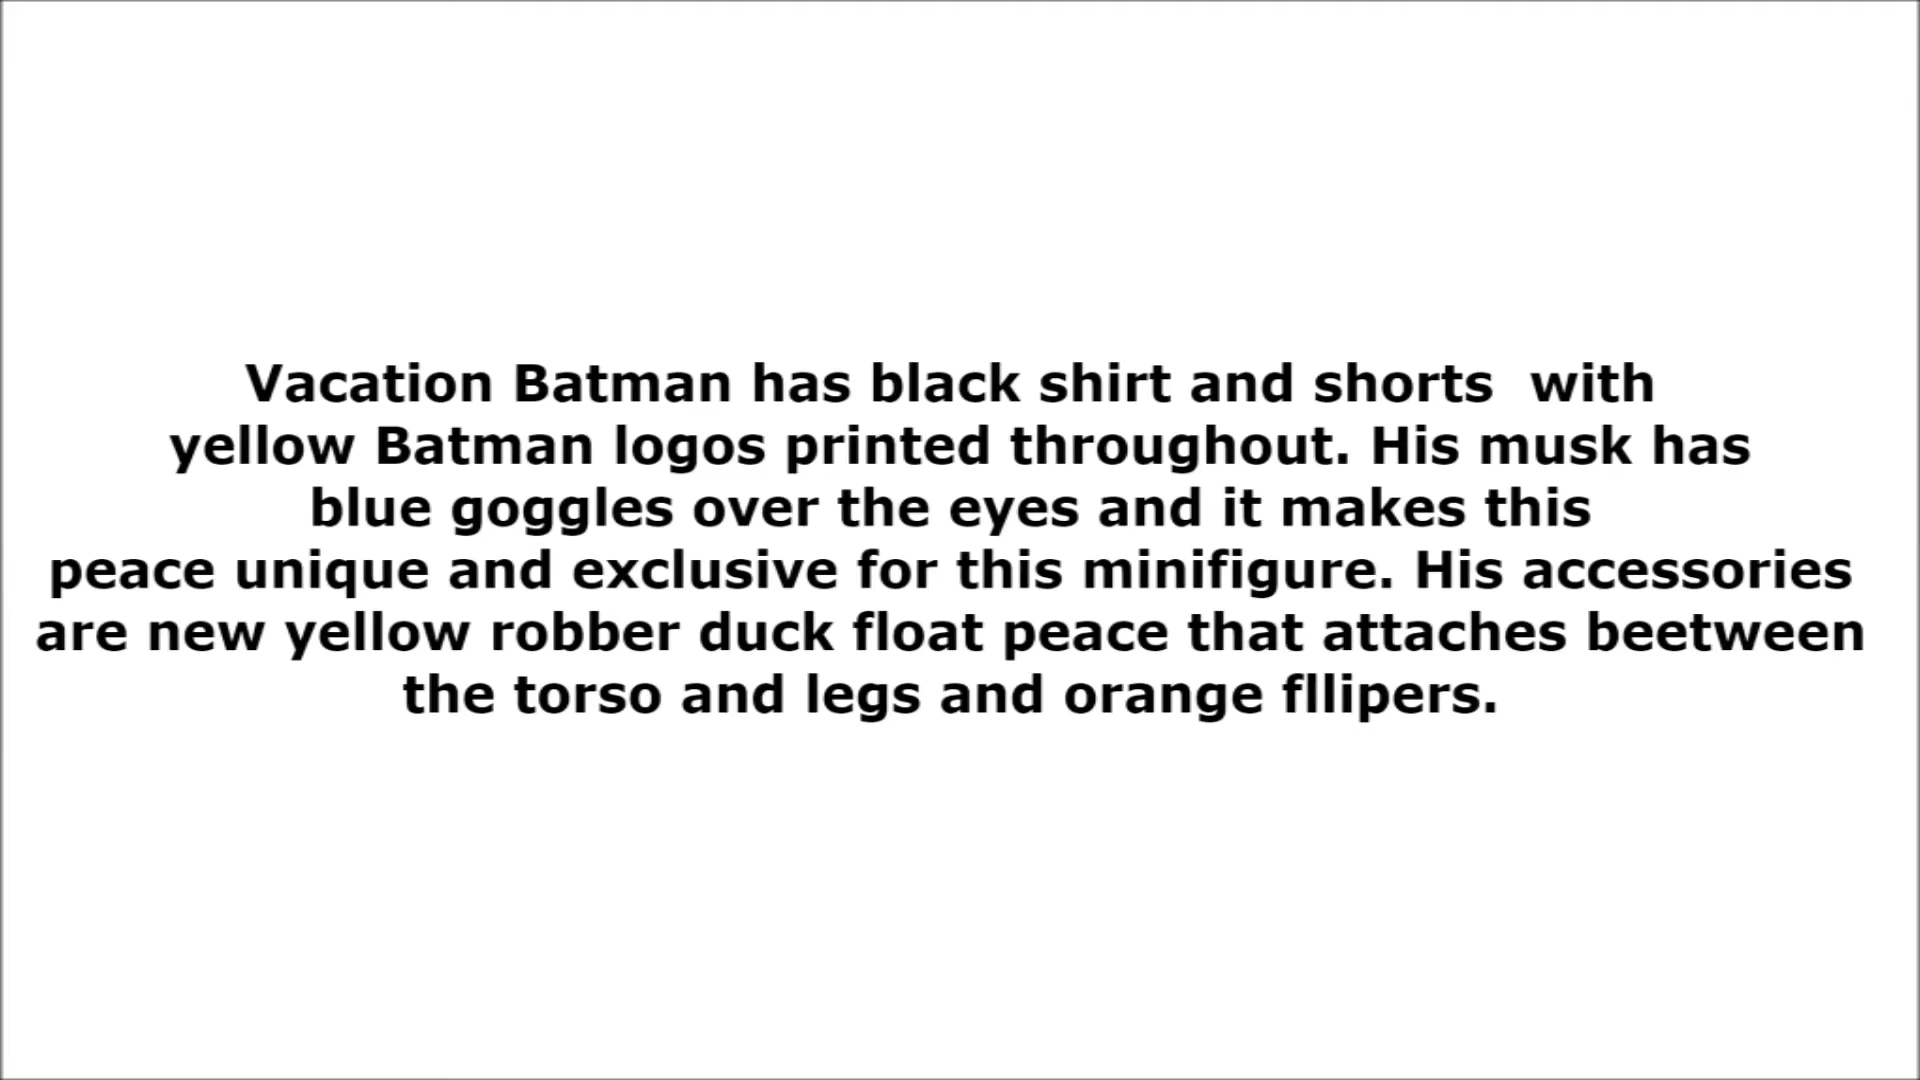 Vacation Batman has black shirt and shorts  with
yellow Batman logos printed throughout. His musk has
blue goggles over the eyes and it makes this
peace unique and exclusive for this minifigure. His accessories
are new yellow robber duck float peace that attaches beetween
the torso and legs and orange fllipers.